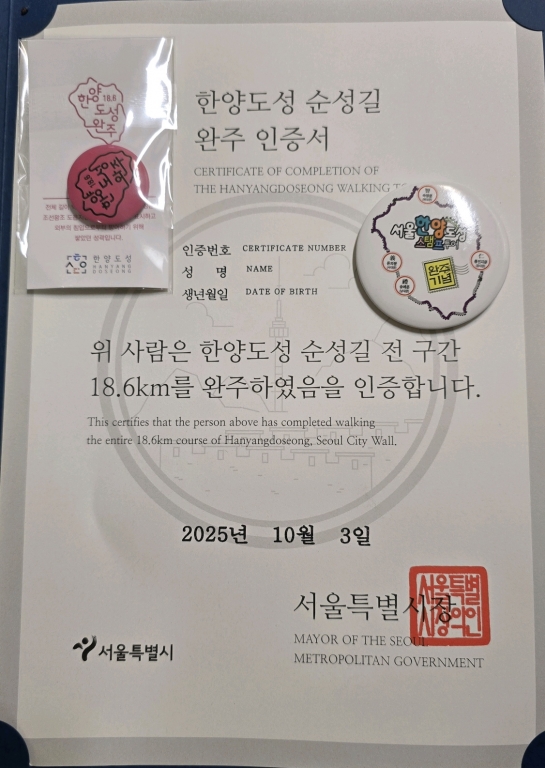 한양도성 순성길
완주 인증서
CERTIFICATE OF COMPLETION OF
THE HANYANGDOSEONG WALKING
인증번호 CERTIFICATE NUMBER
성 명 NAME
생년월일 DATE OF BIRTH
위 사람은 한양도성 순성길 전 구간
18.6km를 완주하였음을 인증합니다.
This certifies that the person above has completed walking
the entire 18.6km course of Hanyangdoseong, Seoul City Wall.
2025년 10월 3일
서울특별시장
MAYOR OF THE SEOUL
METROPOLITAN GOVERNMENT
서울특별
시장의인
서울특별시
한양 18.6
도성
완주
한양도성
HANYANG
DOSEONG
서울한양도성
스탬프투어
완주
기념